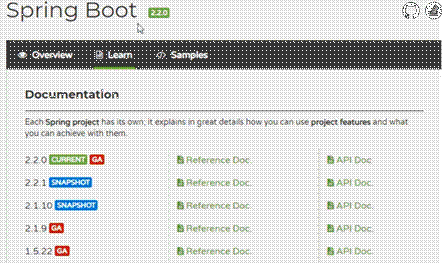 Spring Boot 2.2.0
Overview Learn Samples
Documentation
Each Spring project has its own; it explains in great details how you can use project features and what
you can achieve with them.
2.2.0 CURRENT GA Reference Doc. API Doc.
2.2.1 SNAPSHOT Reference Doc. API Doc.
2.1.10 SNAPSHOT Reference Doc. API Doc.
2.1.9 GA Reference Doc. API Doc.
1.5.22 GA Reference Doc. API Doc.